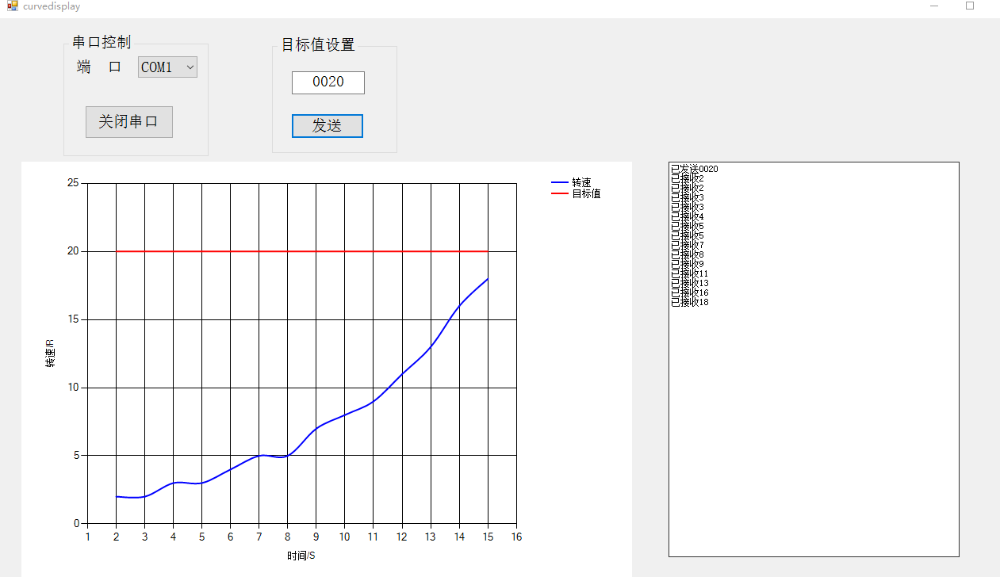 curvedisplay
串口控制
端 口 COM1
关闭串口
目标值设置
0020
发送
转速
目标值
25
20
15
10
5
0
转速/R
1 2 3 4 5 6 7 8 9 10 11 12 13 14 15 16
时间/S
已发送0020
已接收2
已接收2
已接收3
已接收3
已接收4
已接收5
已接收5
已接收7
已接收8
已接收9
已接收11
已接收13
已接收16
已接收18